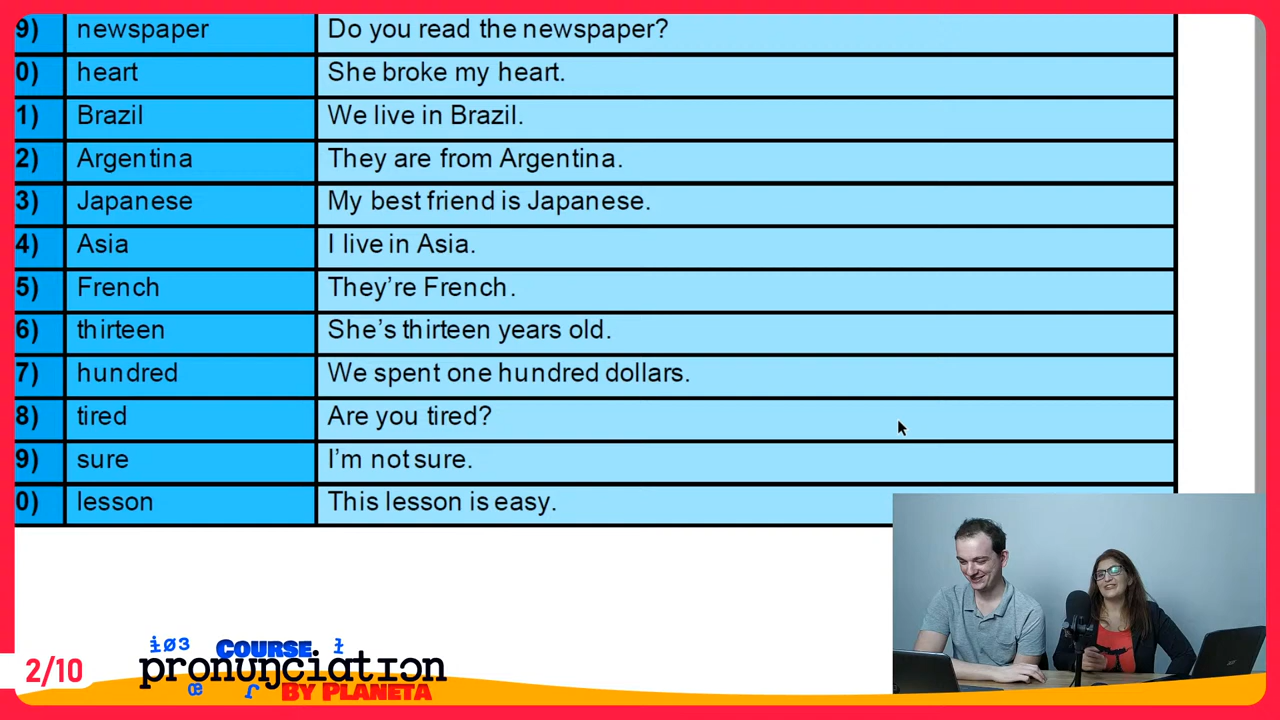 9) newspaper Do you read the newspaper?
0) heart She broke my heart.
1) Brazil We live in Brazil.
2) Argentina They are from Argentina.
3) Japanese My best friend is Japanese.
4) Asia I live in Asia.
5) French They’re French.
6) thirteen She’s thirteen years old.
7) hundred We spent one hundred dollars.
8) tired Are you tired?
9) sure I’m not sure.
0) lesson This lesson is easy.
2/10
COURSE
pronuŋciatıɔn
BY PLANETA